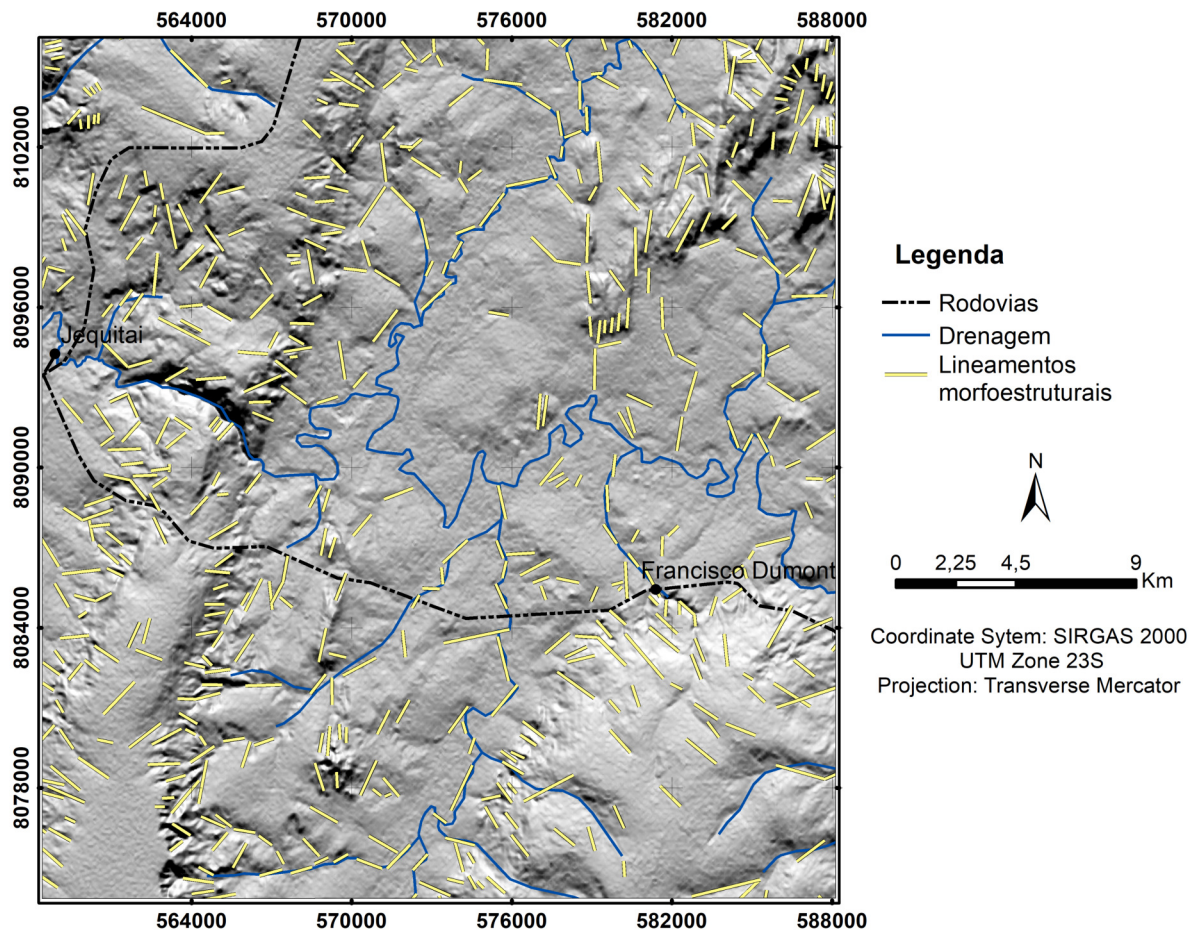 564000 570000 576000 582000 588000
8102000
8096000
8090000
8084000
8078000
Jequitai
Francisco Dumont
564000 570000 576000 582000 588000
Legenda
Rodovias
Drenagem
Lineamentos
morfoestruturais
N
0 2,25 4,5 9
Km
Coordinate Sytem: SIRGAS 2000
UTM Zone 23S
Projection: Transverse Mercator